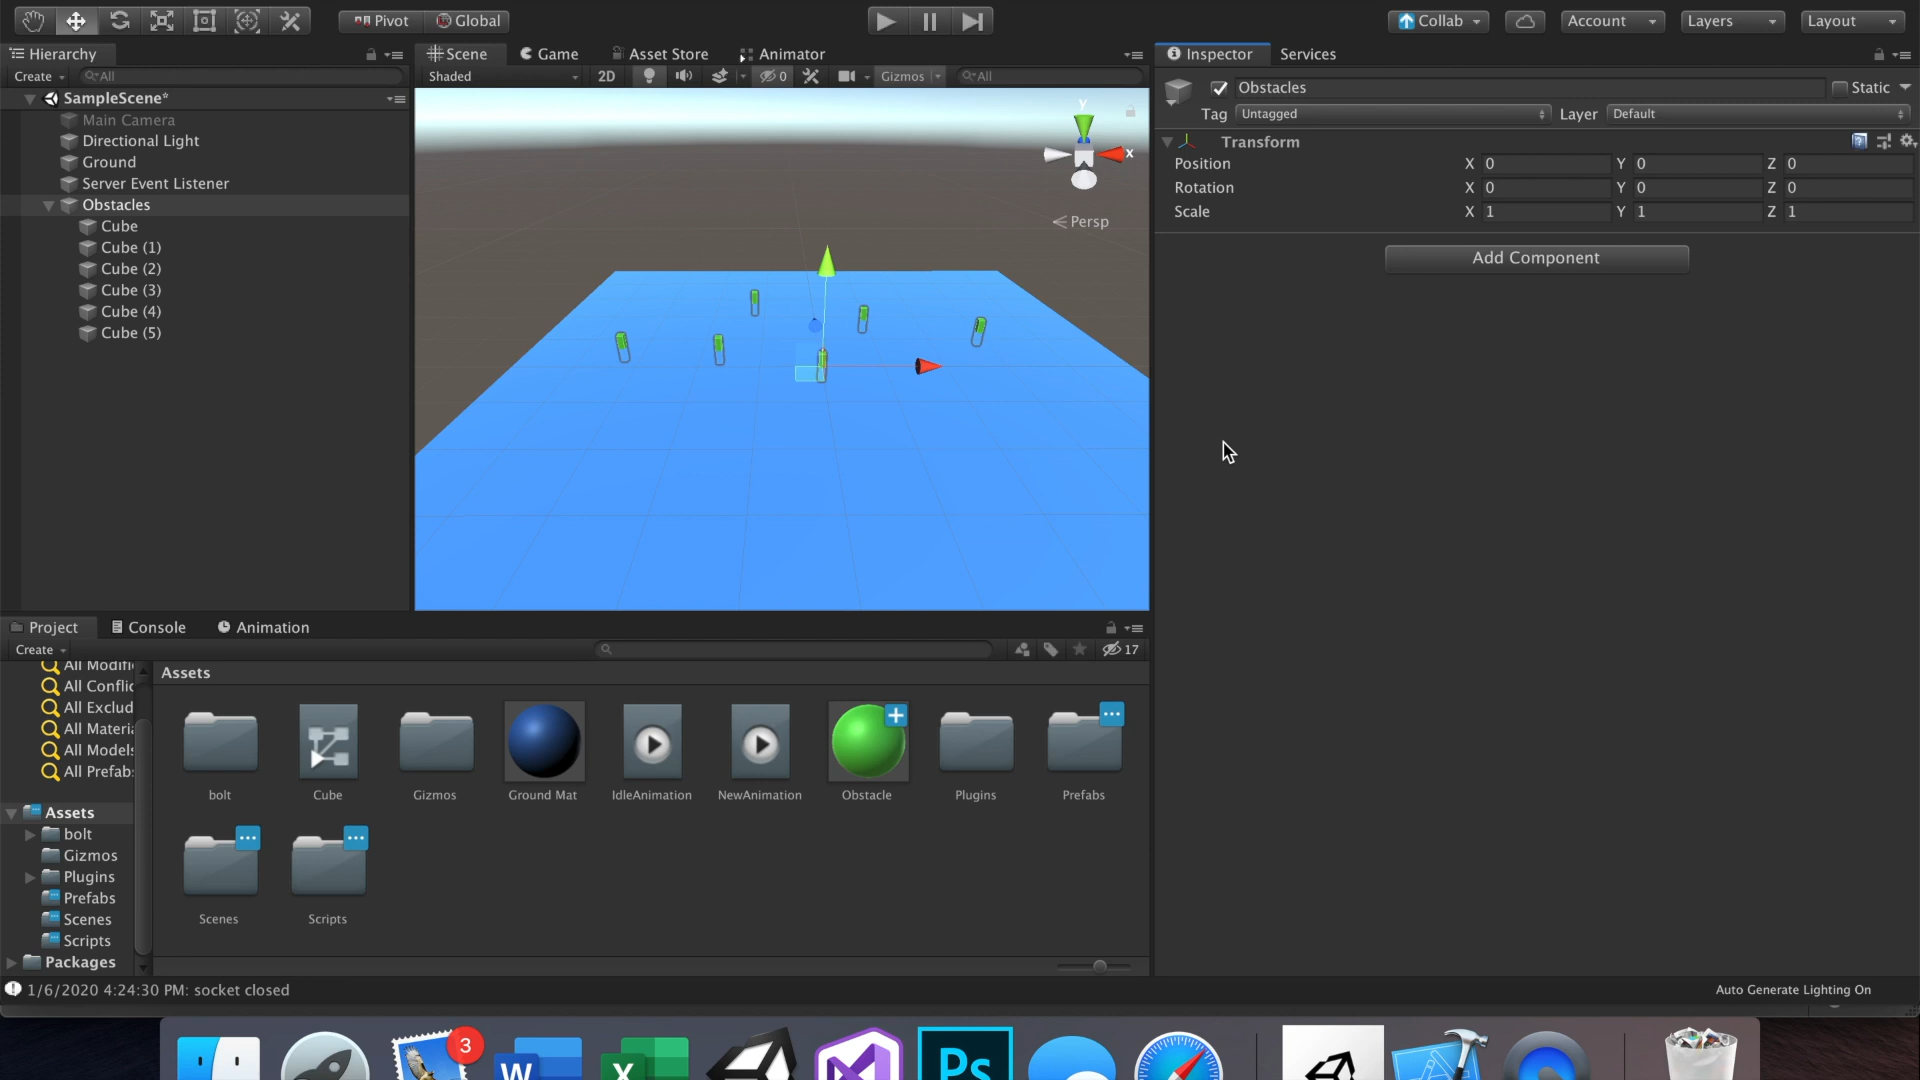 Pivot Global Collab Account Layers Layout
Hierarchy
Create All
SampleScene*
Main Camera
Directional Light
Ground
Server Event Listener
Obstacles
Cube
Cube (1)
Cube (2)
Cube (3)
Cube (4)
Cube (5)
Scene Game Asset Store Animator
Shaded 2D 0 Gizmos All
y
x
Persp
Inspector Services
Obstacles Static
Tag Untagged Layer Default
Transform
Position X 0 Y 0 Z 0
Rotation X 0 Y 0 Z 0
Scale X 1 Y 1 Z 1
Add Component
Project Console Animation
Create 17
All Modifi
All Conflic
All Exclud
All Materia
All Models
All Prefab
Assets
bolt
Gizmos
Plugins
Prefabs
Scenes
Scripts
Packages
Assets
bolt Cube Gizmos Ground Mat IdleAnimation NewAnimation Obstacle Plugins Prefabs
Scenes Scripts
1/6/2020 4:24:30 PM: socket closed Auto Generate Lighting On
3
W X Ps